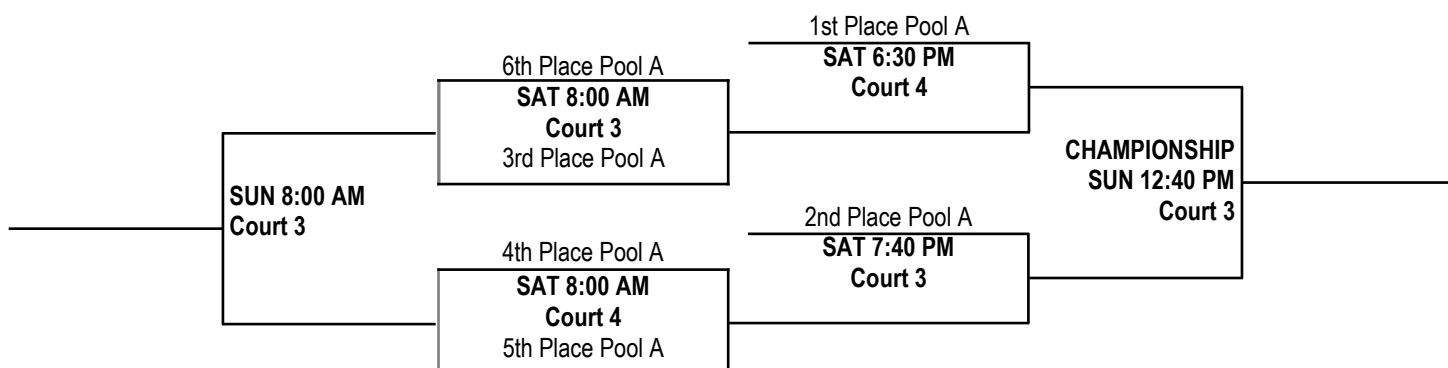 1st Place Pool A
SAT 6:30 PM
Court 4
6th Place Pool A
SAT 8:00 AM
Court 3
3rd Place Pool A
CHAMPIONSHIP
SUN 12:40 PM
Court 3
SUN 8:00 AM
Court 3
2nd Place Pool A
SAT 7:40 PM
Court 3
4th Place Pool A
SAT 8:00 AM
Court 4
5th Place Pool A